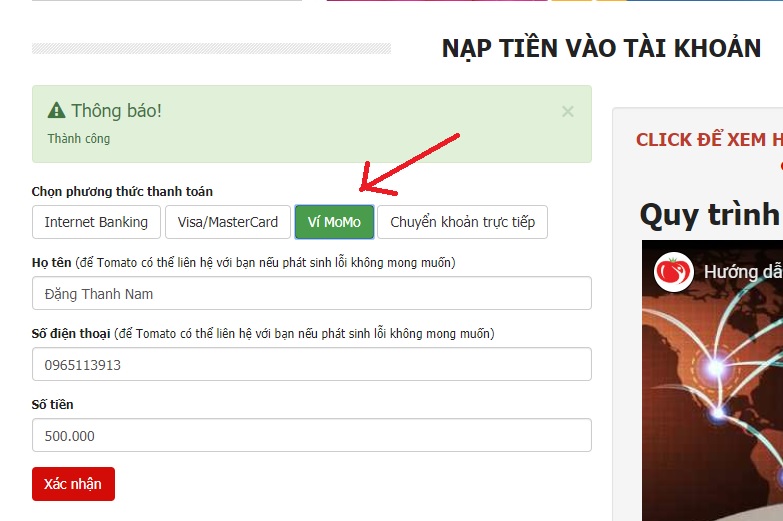 NẠP TIỀN VÀO TÀI KHOẢN
Thông báo!
×
Thành công
Chọn phương thức thanh toán
Internet Banking
Visa/MasterCard
Ví MoMo
Chuyển khoản trực tiếp
Họ tên (để Tomato có thể liên hệ với bạn nếu phát sinh lỗi không mong muốn)
Đặng Thanh Nam
Số điện thoại (để Tomato có thể liên hệ với bạn nếu phát sinh lỗi không mong muốn)
0965113913
Số tiền
500.000
Xác nhận
CLICK ĐỂ XEM H
Quy trình
Hướng dẫ